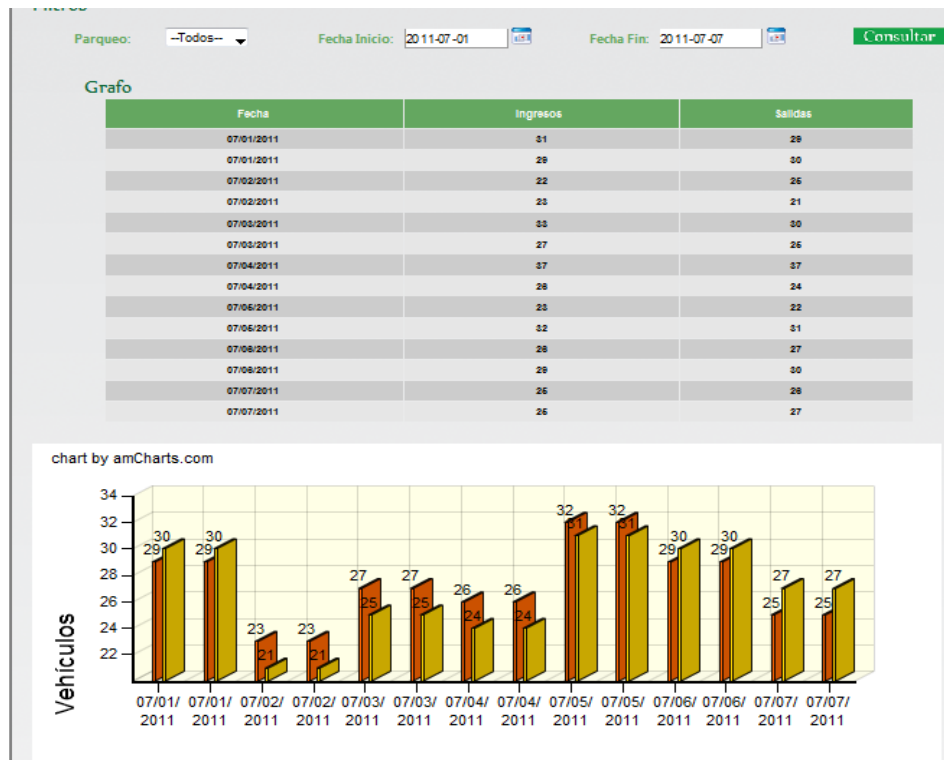 Parqueo: --Todos-- Fecha Inicio: 2011-07-01 Fecha Fin: 2011-07-07 Consultar
Grafo
Fecha Ingresos Salidas
07/01/2011 31 29
07/01/2011 29 30
07/02/2011 22 25
07/02/2011 23 21
07/03/2011 33 30
07/03/2011 27 25
07/04/2011 37 37
07/04/2011 26 24
07/05/2011 23 22
07/05/2011 32 31
07/06/2011 26 27
07/06/2011 29 30
07/07/2011 25 26
07/07/2011 25 27
chart by amCharts.com
34
32
30
28
26
24
22
Vehículos
29 30 29 30 23 21 23 21 27 25 27 25 26 24 26 24 32 31 32 31 29 30 29 30 25 27 25 27
07/01/ 07/01/ 07/02/ 07/02/ 07/03/ 07/03/ 07/04/ 07/04/ 07/05/ 07/05/ 07/06/ 07/06/ 07/07/ 07/07/
2011 2011 2011 2011 2011 2011 2011 2011 2011 2011 2011 2011 2011 2011